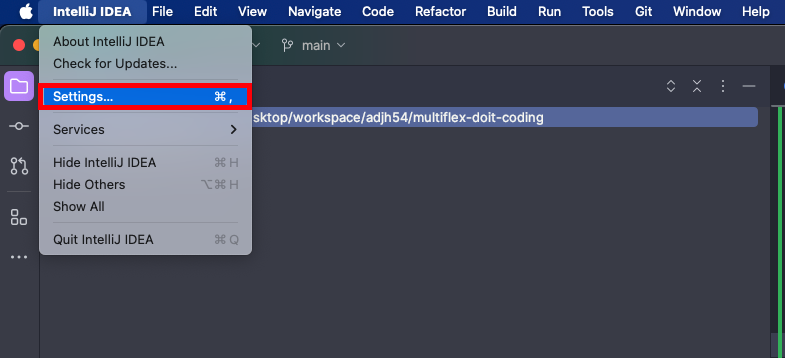 IntelliJ IDEA File Edit View Navigate Code Refactor Build Run Tools Git Window Help
About IntelliJ IDEA
main
Check for Updates...
Settings... ⌘ ,
sktop/workspace/adjh54/multiflex-doit-coding
Services
Hide IntelliJ IDEA ⌘ H
Hide Others ⌥⌘ H
Show All
Quit IntelliJ IDEA ⌘ Q